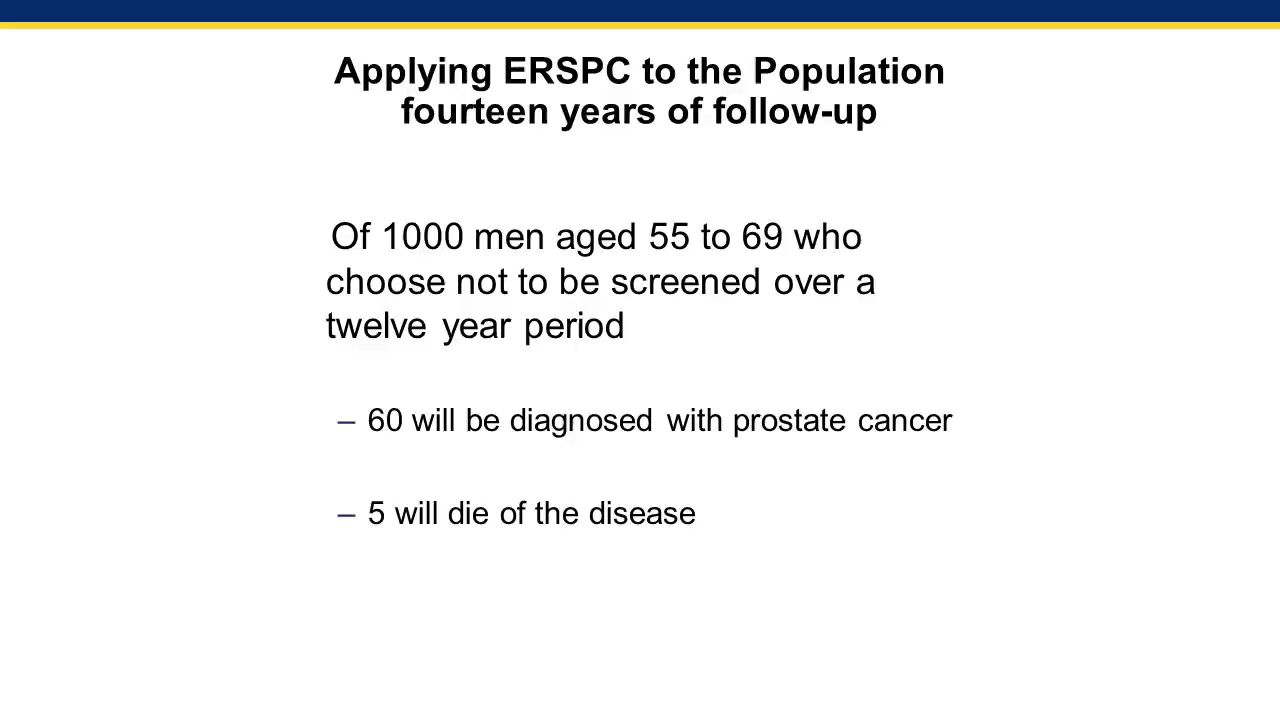 Applying ERSPC to the Population
fourteen years of follow-up
Of 1000 men aged 55 to 69 who
choose not to be screened over a
twelve year period
– 60 will be diagnosed with prostate cancer
– 5 will die of the disease